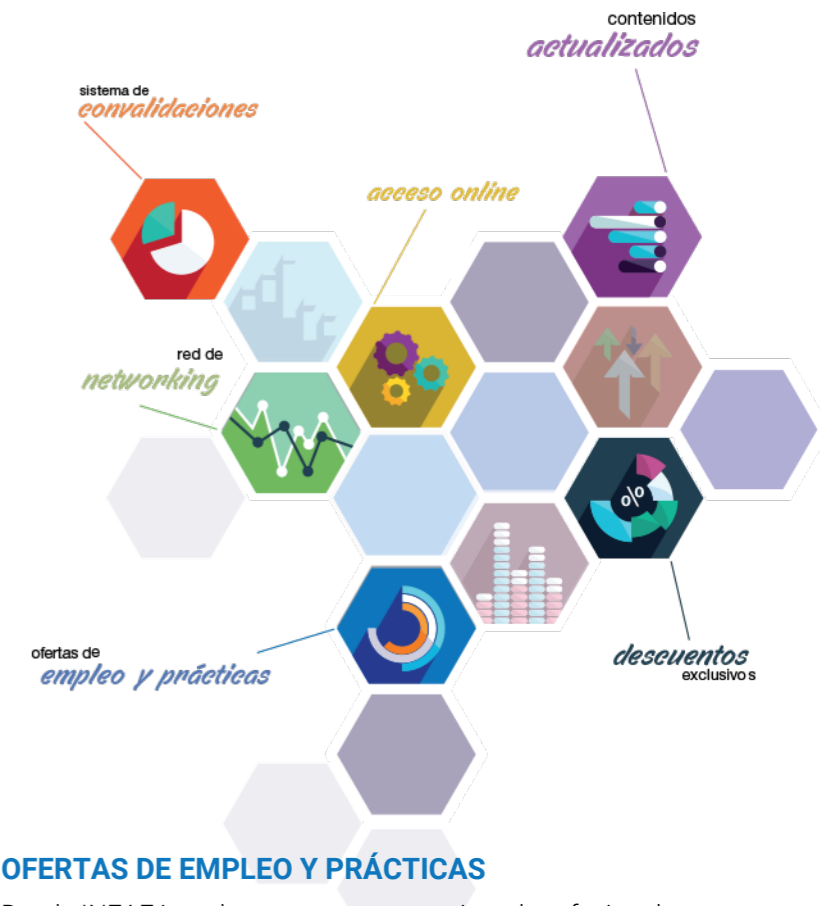 contenidos
actualizados
sistema de
convalidaciones
acceso online
red de
networking
%
ofertas de
empleo y prácticas
descuentos
exclusivos
OFERTAS DE EMPLEO Y PRÁCTICAS